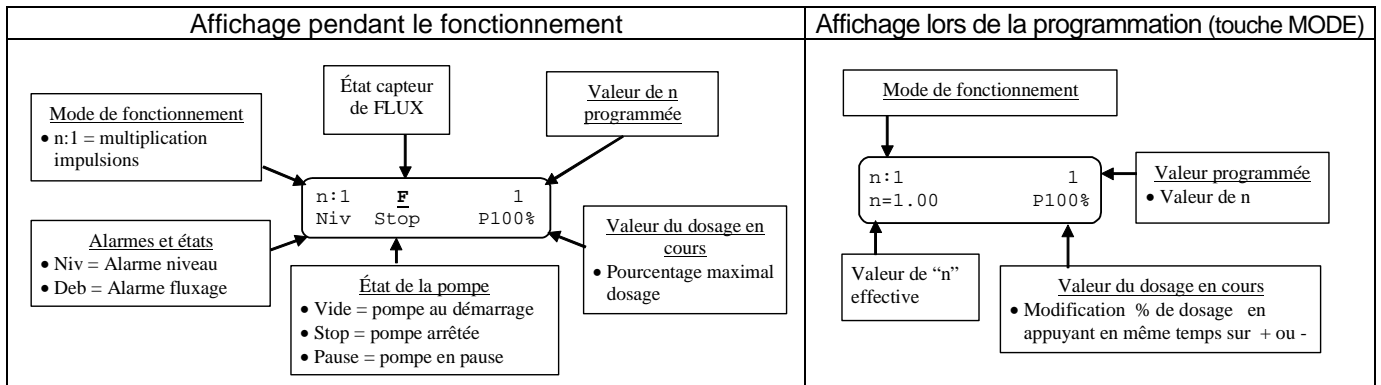 Affichage pendant le fonctionnement
Affichage lors de la programmation (touche MODE)
État capteur
de FLUX
Mode de fonctionnement
• n:1 = multiplication
impulsions
Valeur de n
programmée
n:1 F 1
Niv Stop P100%
Alarmes et états
• Niv = Alarme niveau
• Deb = Alarme fluxage
État de la pompe
• Vide = pompe au démarrage
• Stop = pompe arrêtée
• Pause = pompe en pause
Valeur du dosage en
cours
• Pourcentage maximal
dosage
Mode de fonctionnement
n:1 1
n=1.00 P100%
Valeur programmée
• Valeur de n
Valeur de “n”
effective
Valeur du dosage en cours
• Modification % de dosage en
appuyant en même temps sur + ou -